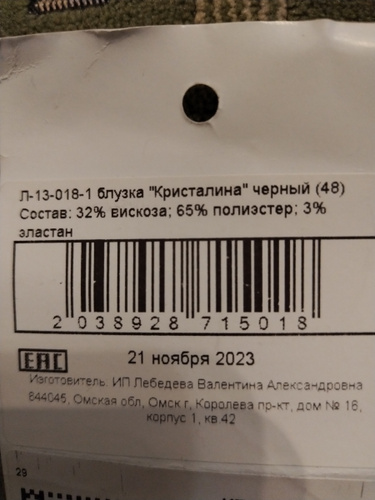 Л-13-018-1 блузка "Кристалина" черный (48)
Состав: 32% вискоза; 65% полиэстер; 3%
эластан
2 038928 715018
EAC
21 ноября 2023
Изготовитель: ИП Лебедева Валентина Александровна
644045, Омская обл, Омск г, Королева пр-кт, дом № 16,
корпус 1, кв 42
29